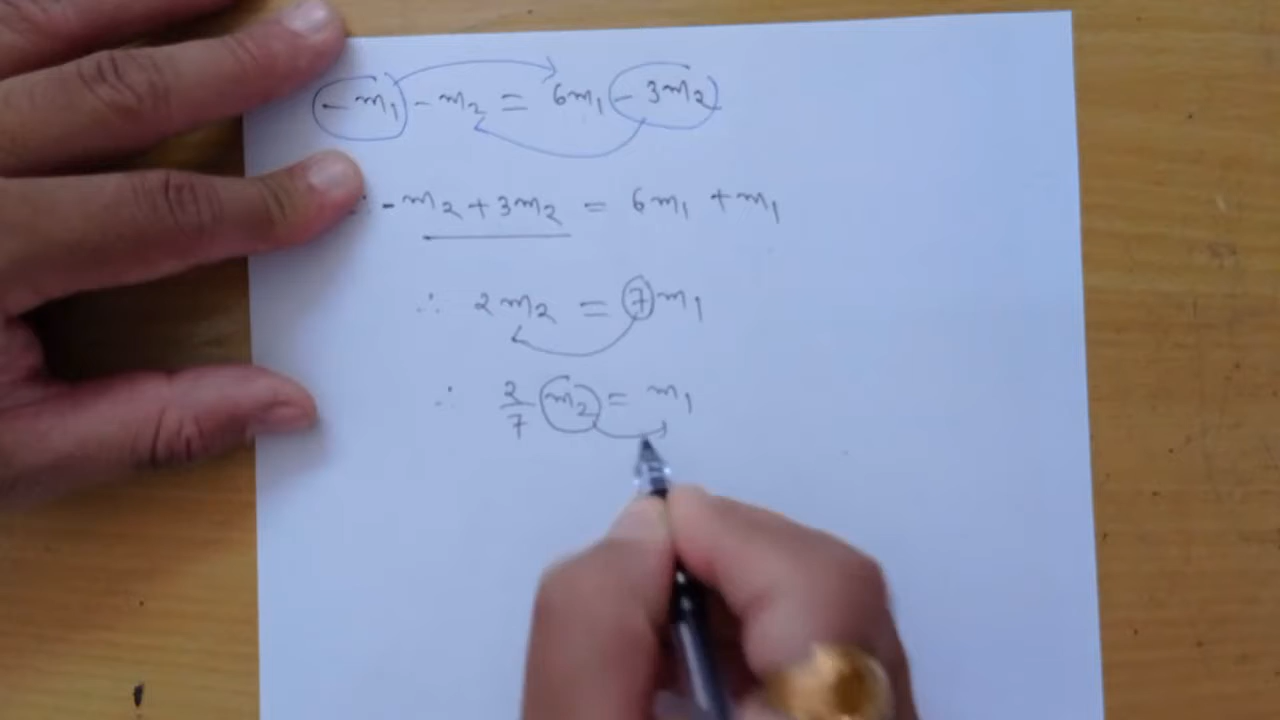 -m₁ - m₂ = 6m₁ - 3m₂
∴ -m₂ + 3m₂ = 6m₁ + m₁
∴ 2m₂ = 7m₁
∴ 2/7 m₂ = m₁